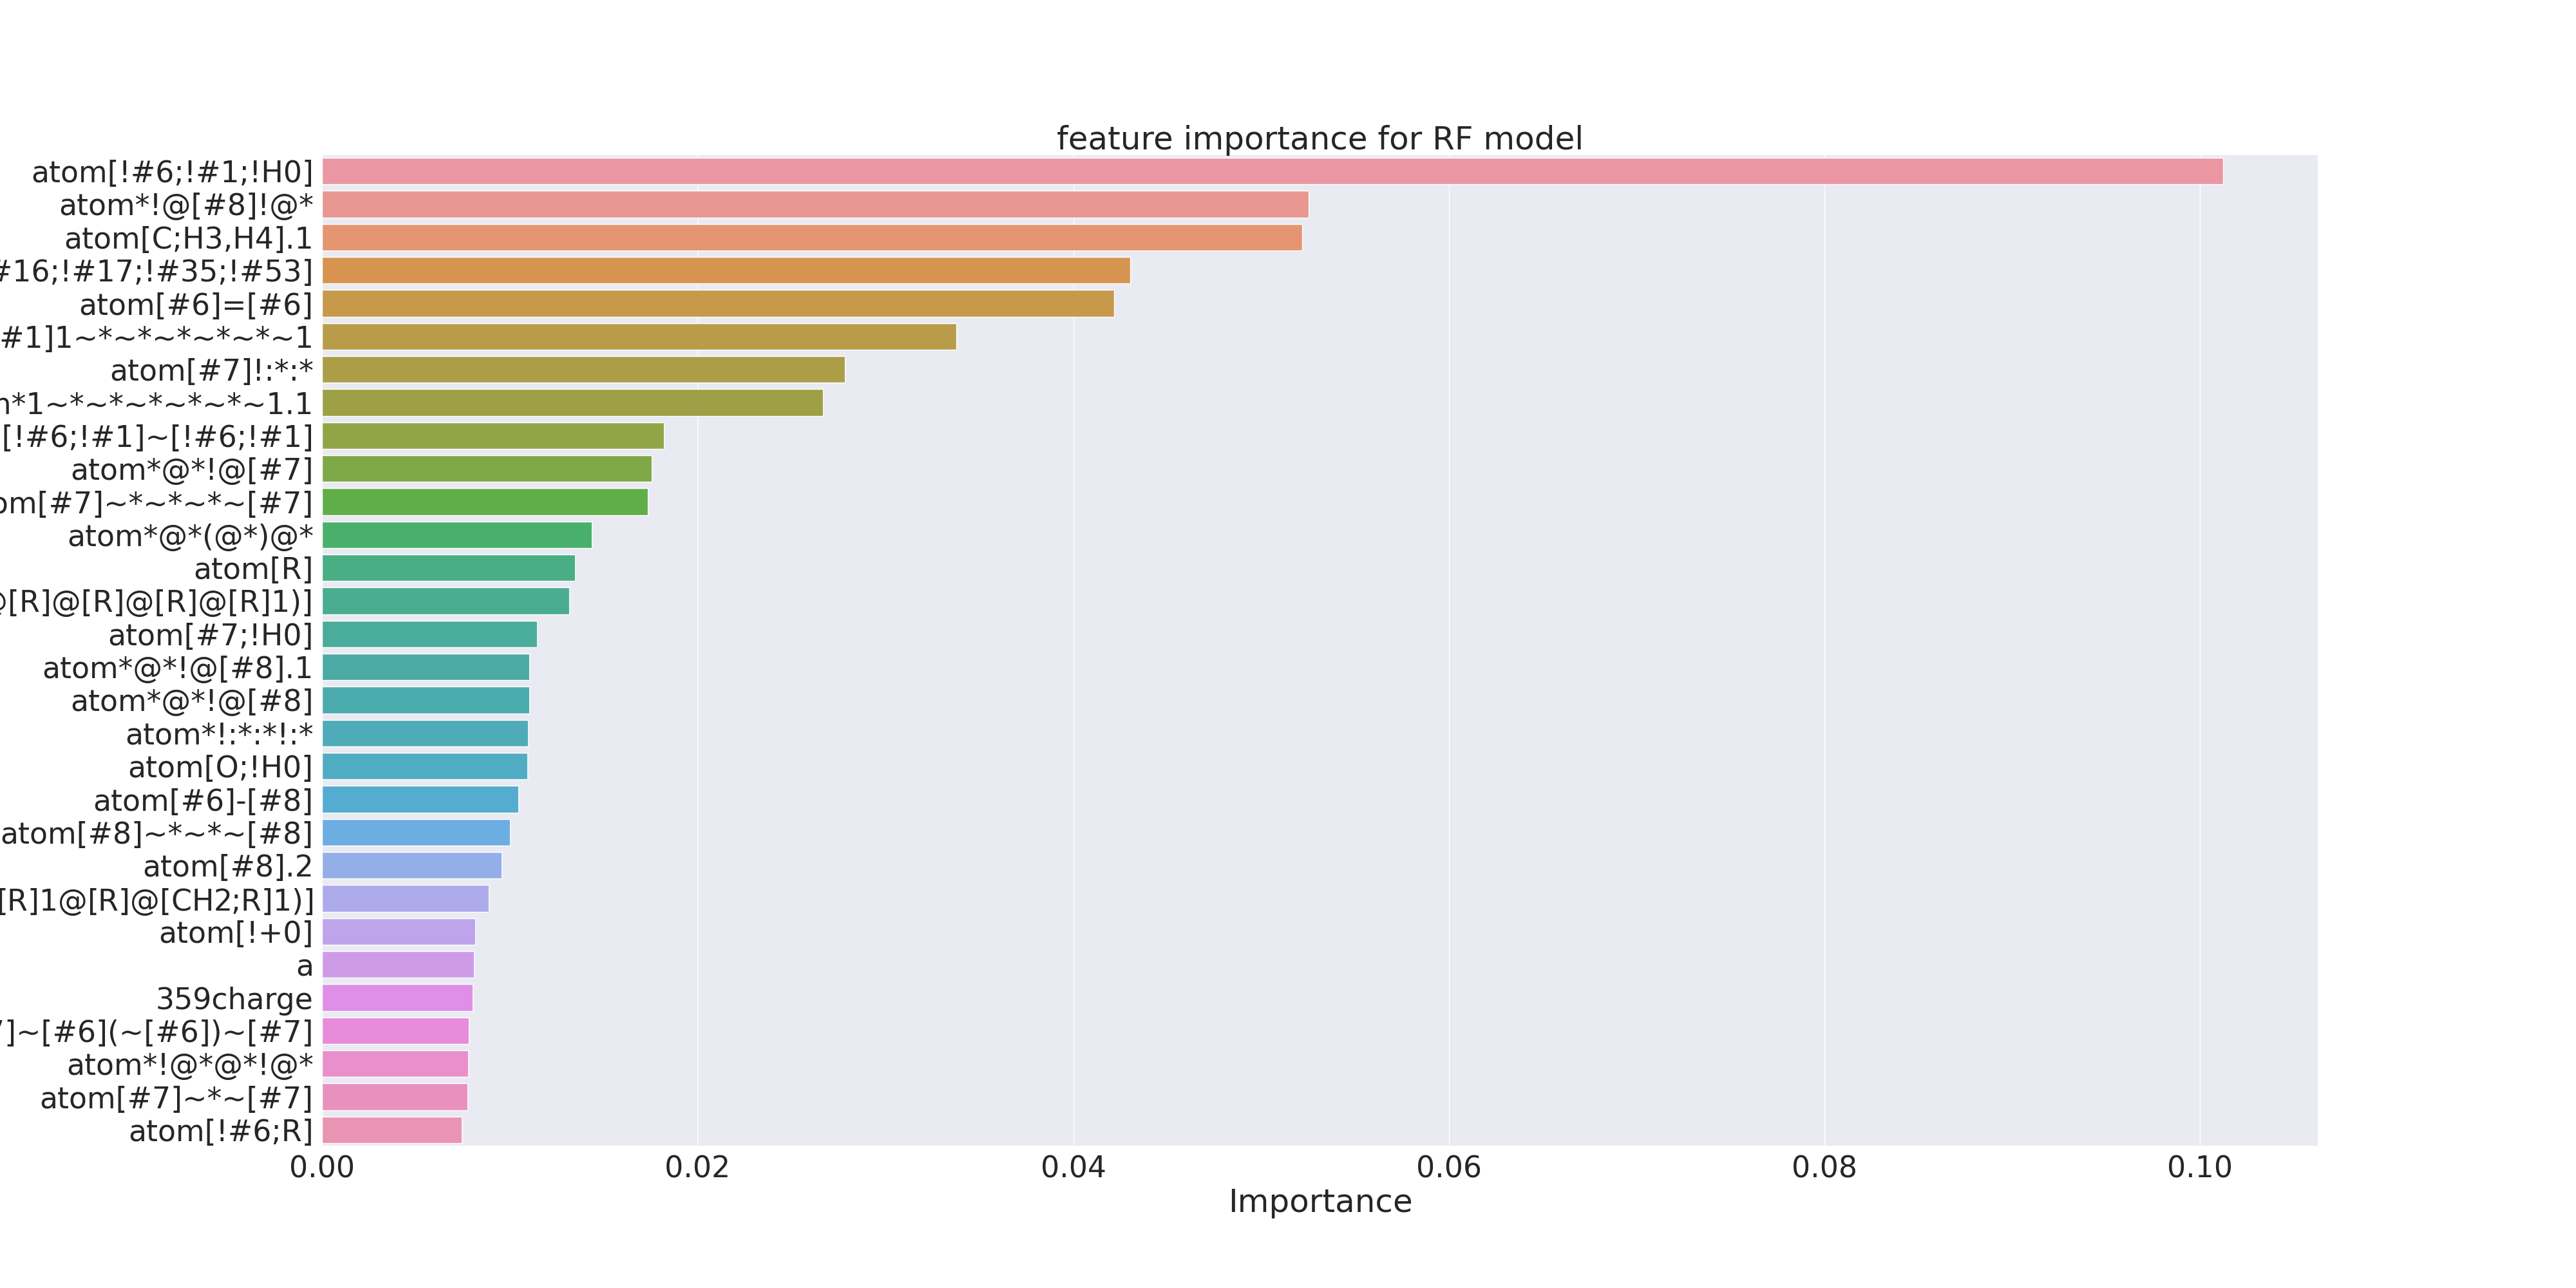 feature importance for RF model
atom[!#6;!#1;!H0]
atom*!@[#8]!@*
atom[C;H3,H4].1
#16;!#17;!#35;!#53]
atom[#6]=[#6]
#1]1~*~*~*~*~*~1
atom[#7]!:*:*
*1~*~*~*~*~*~1.1
[!#6;!#1]~[!#6;!#1]
atom*@*!@[#7]
om[#7]~*~*~*~[#7]
atom*@*(@*)@*
atom[R]
@[R]@[R]@[R]@[R]1)]
atom[#7;!H0]
atom*@*!@[#8].1
atom*@*!@[#8]
atom*!:*:*!:*
atom[O;!H0]
atom[#6]-[#8]
atom[#8]~*~*~[#8]
atom[#8].2
[R]1@[R]@[CH2;R]1)]
atom[!+0]
a
359charge
]~[#6](~[#6])~[#7]
atom*!@*@*!@*
atom[#7]~*~[#7]
atom[!#6;R]
0.00 0.02 0.04 0.06 0.08 0.10
Importance